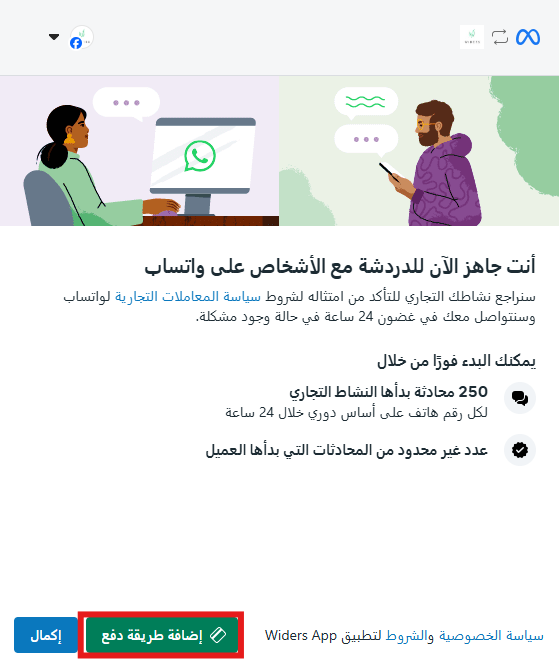 أنت جاهز الآن للدردشة مع الأشخاص على واتساب
سنراجع نشاطك التجاري للتأكد من امتثاله لشروط سياسة المعاملات التجارية لواتساب
وسنتواصل معك في غضون 24 ساعة في حالة وجود مشكلة.
يمكنك البدء فورًا من خلال
250 محادثة بدأها النشاط التجاري
لكل رقم هاتف على أساس دوري خلال 24 ساعة
عدد غير محدود من المحادثات التي بدأها العميل
سياسة الخصوصية والشروط لتطبيق Widers App
إضافة طريقة دفع
إكمال